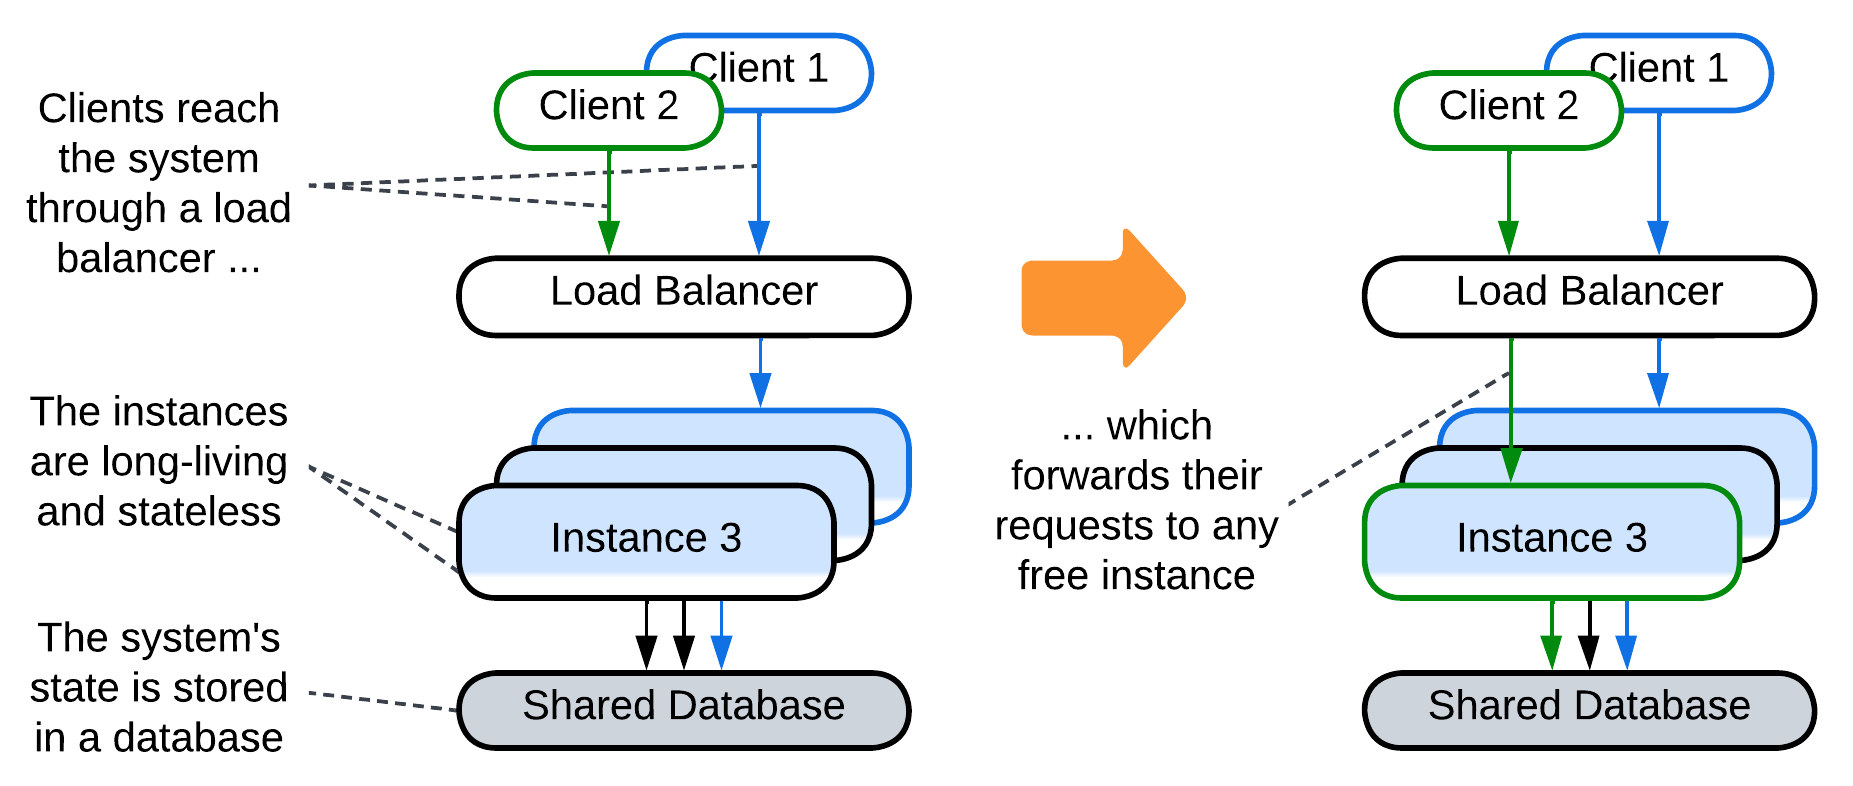 Clients reach
the system
through a load
balancer ...
Client 1
Client 2
Load Balancer
The instances
are long-living
and stateless
Instance 3
The system's
state is stored
in a database
Shared Database
... which
forwards their
requests to any
free instance
Client 1
Client 2
Load Balancer
Instance 3
Shared Database